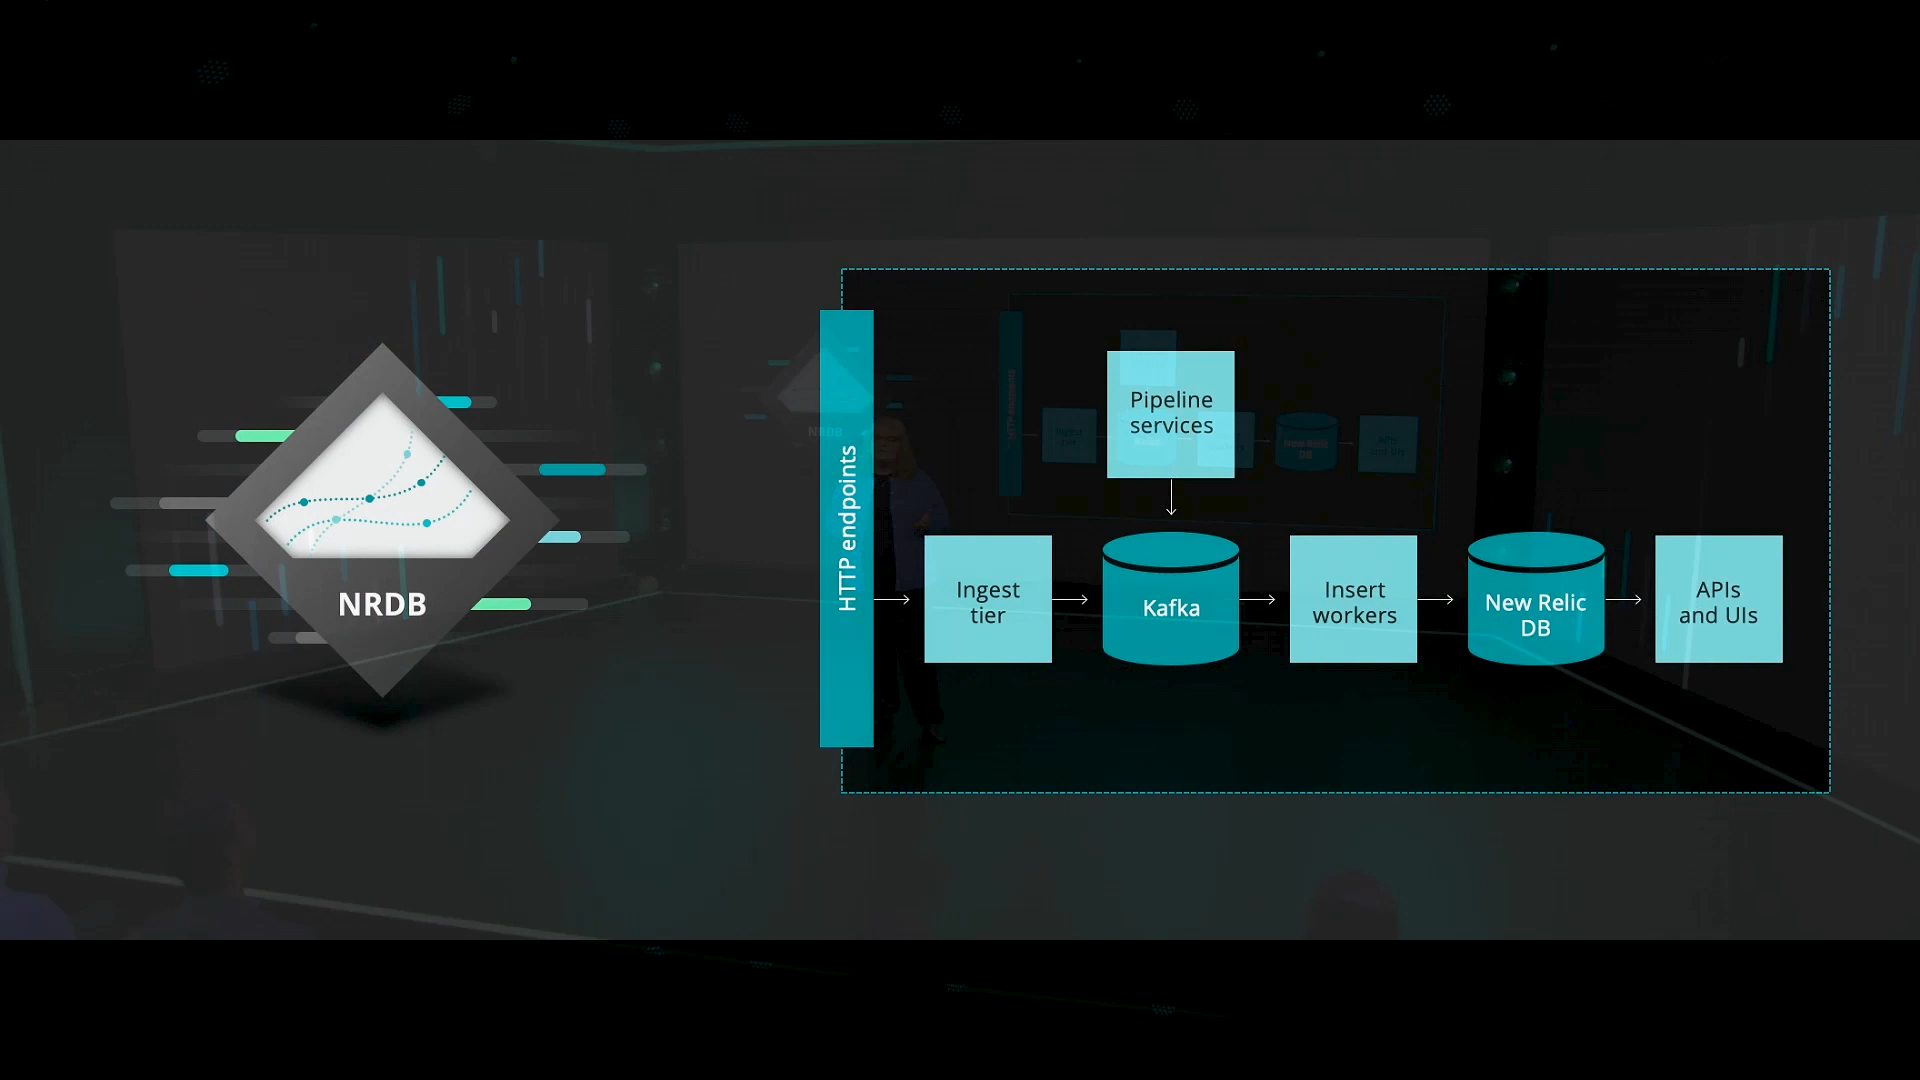 NRDB
HTTP endpoints
Pipeline
services
Ingest
tier
Kafka
Insert
workers
New Relic
DB
APIs
and UIs